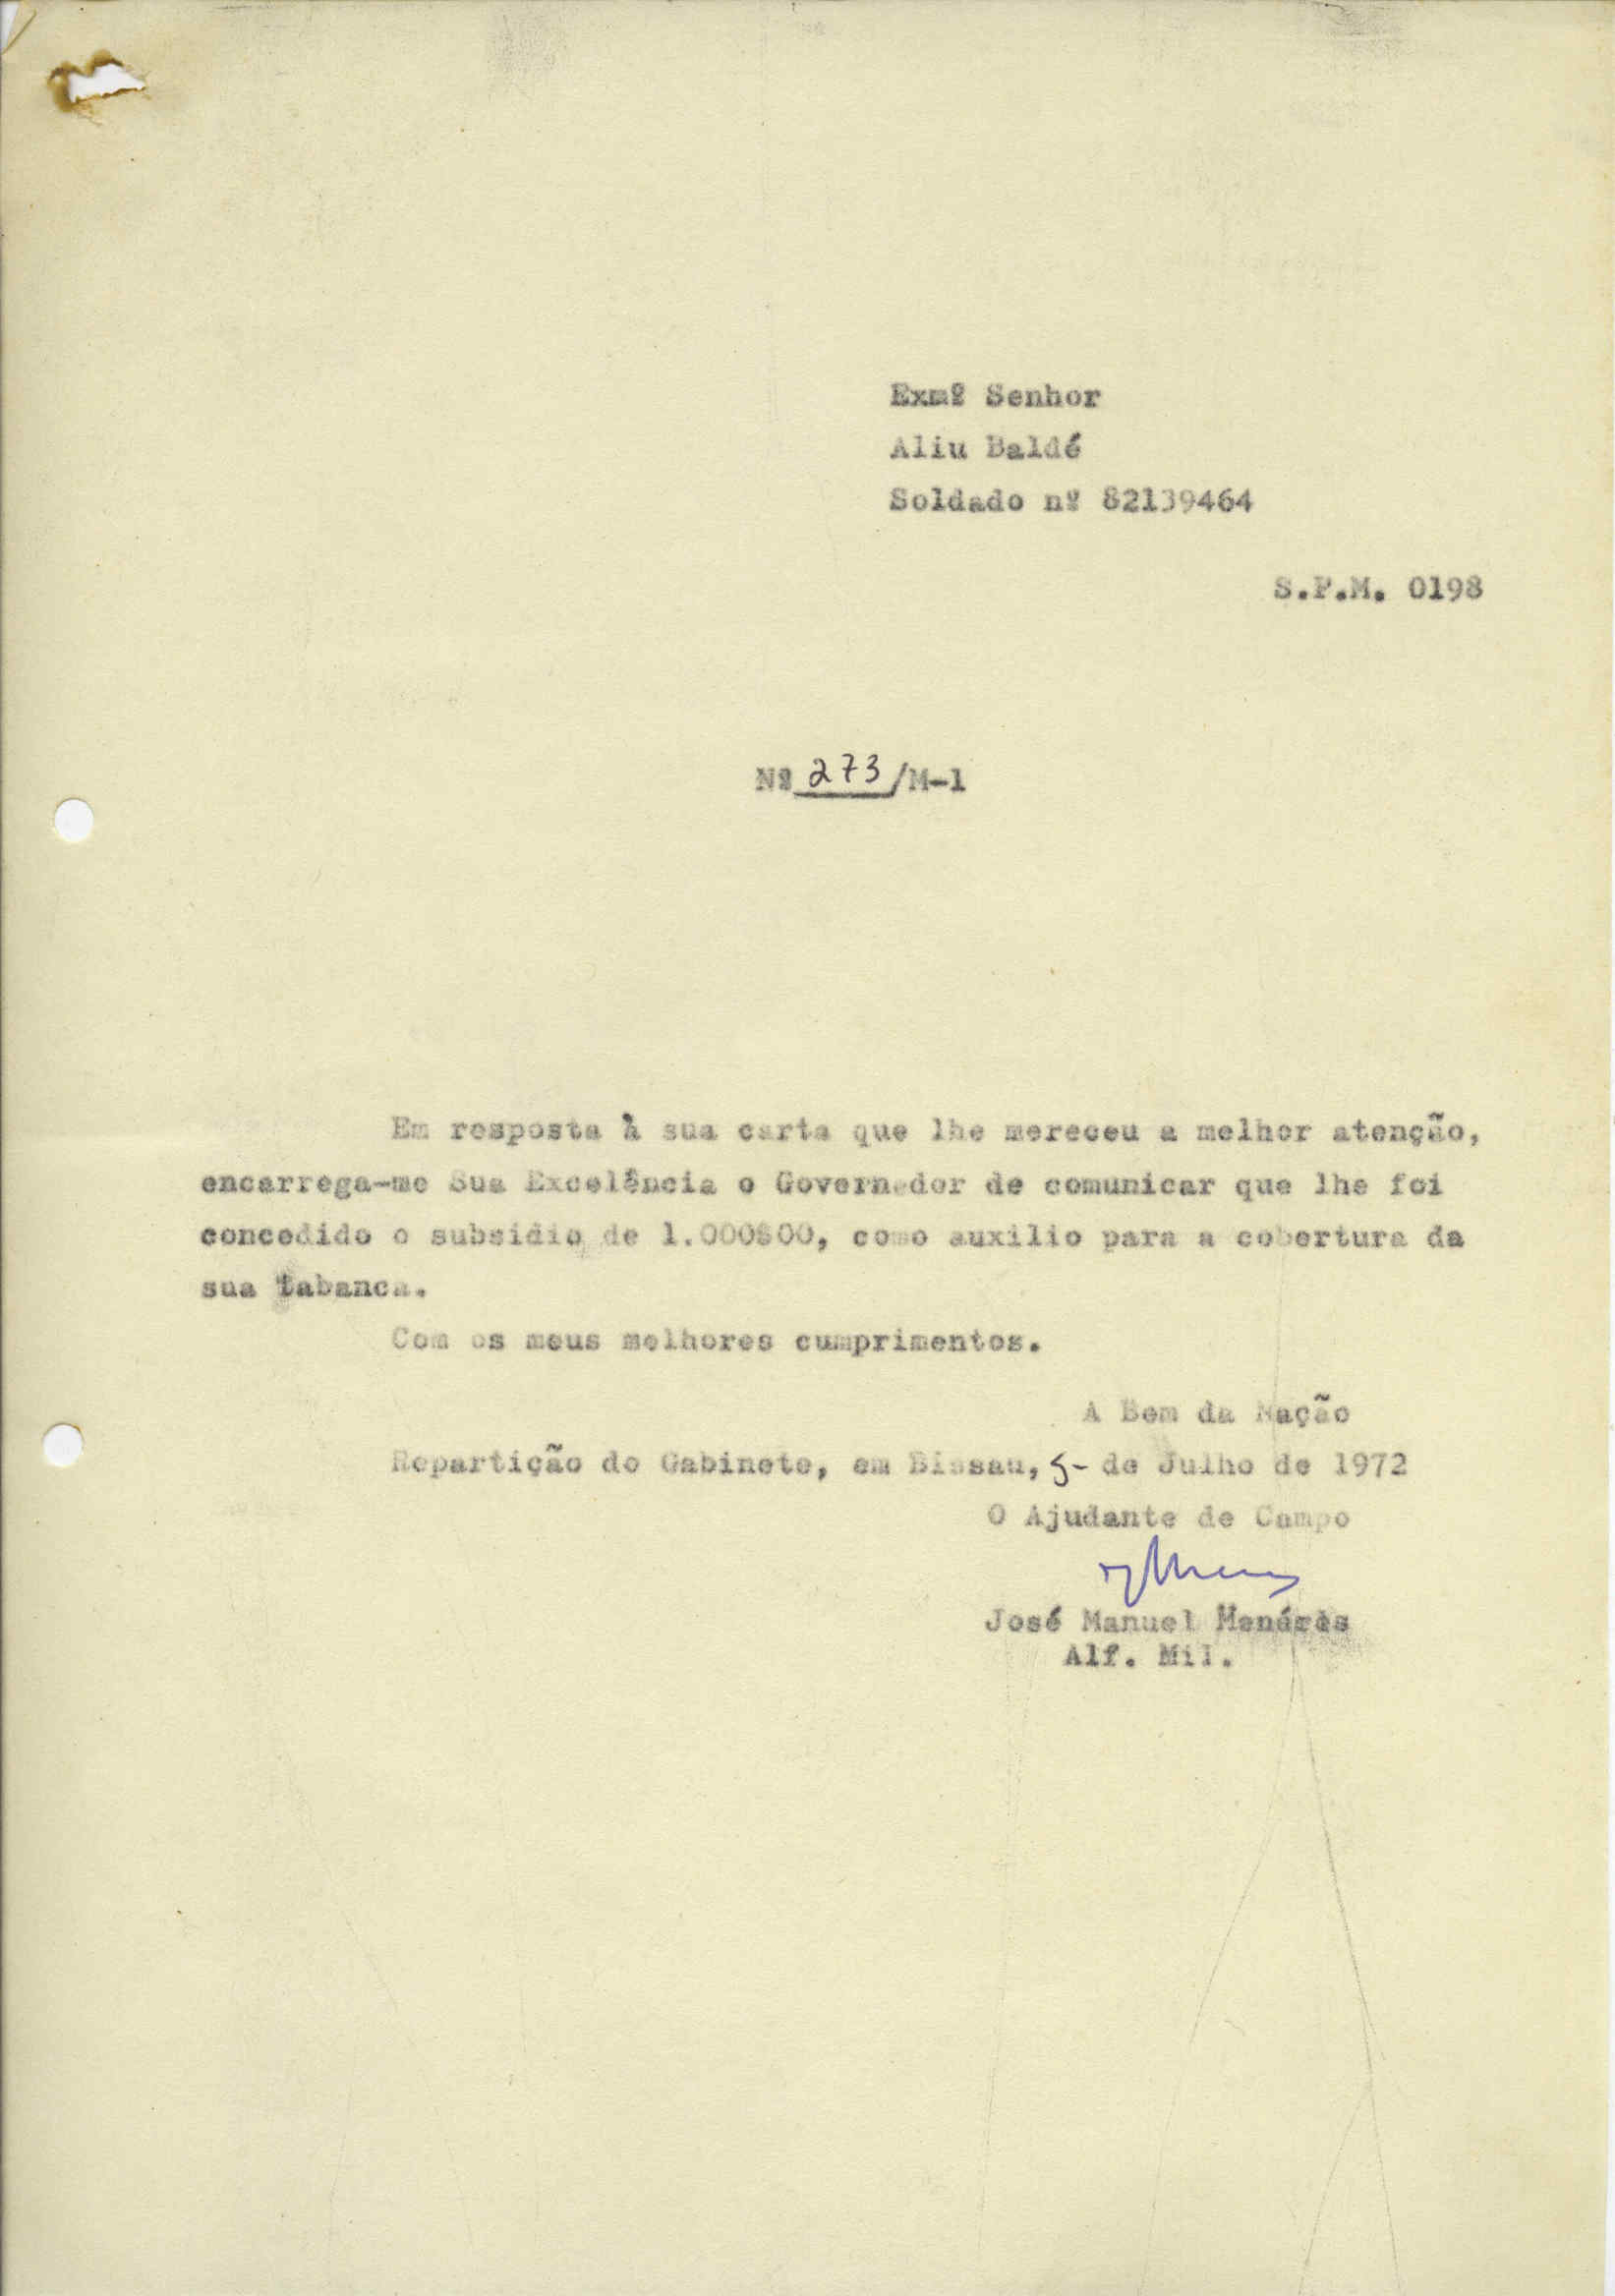 Exmº Senhor
Aliu Baldé
Soldado nº 82139464
S.P.M. 0198
Nº 273/M-1
Em resposta à sua carta que lhe mereceu a melhor atenção,
encarrega-me Sua Excelência o Governador de comunicar que lhe foi
concedido o subsidio de 1.000$00, como auxilio para a cobertura da
sua tabanca.
Com os meus melhores cumprimentos.
A Bem da Nação
Repartição do Gabinete, em Bissau, 5- de Julho de 1972
O Ajudante de Campo
José Manuel
Alf. Mil.